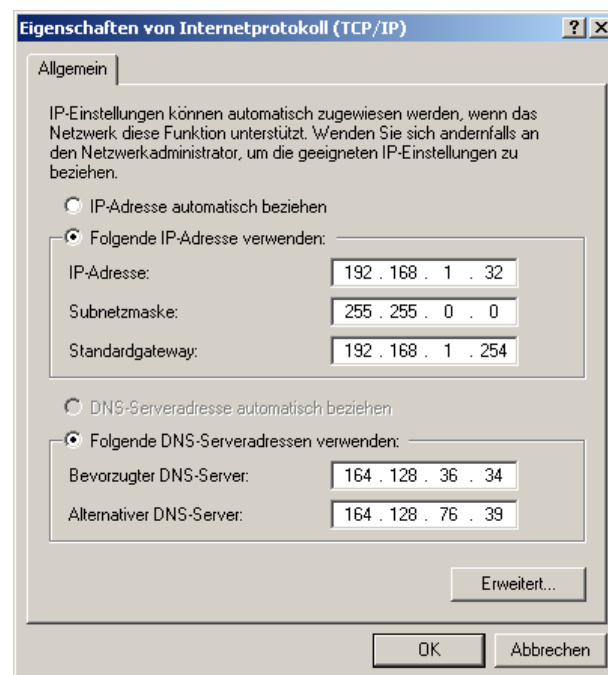 Eigenschaften von Internetprotokoll (TCP/IP)
Allgemein
IP-Einstellungen können automatisch zugewiesen werden, wenn das
Netzwerk diese Funktion unterstützt. Wenden Sie sich andernfalls an
den Netzwerkadministrator, um die geeigneten IP-Einstellungen zu
beziehen.
IP-Adresse automatisch beziehen
Folgende IP-Adresse verwenden:
IP-Adresse: 192 . 168 . 1 . 32
Subnetzmaske: 255 . 255 . 0 . 0
Standardgateway: 192 . 168 . 1 . 254
DNS-Serveradresse automatisch beziehen
Folgende DNS-Serveradressen verwenden:
Bevorzugter DNS-Server: 164 . 128 . 36 . 34
Alternativer DNS-Server: 164 . 128 . 76 . 39
Erweitert...
OK Abbrechen